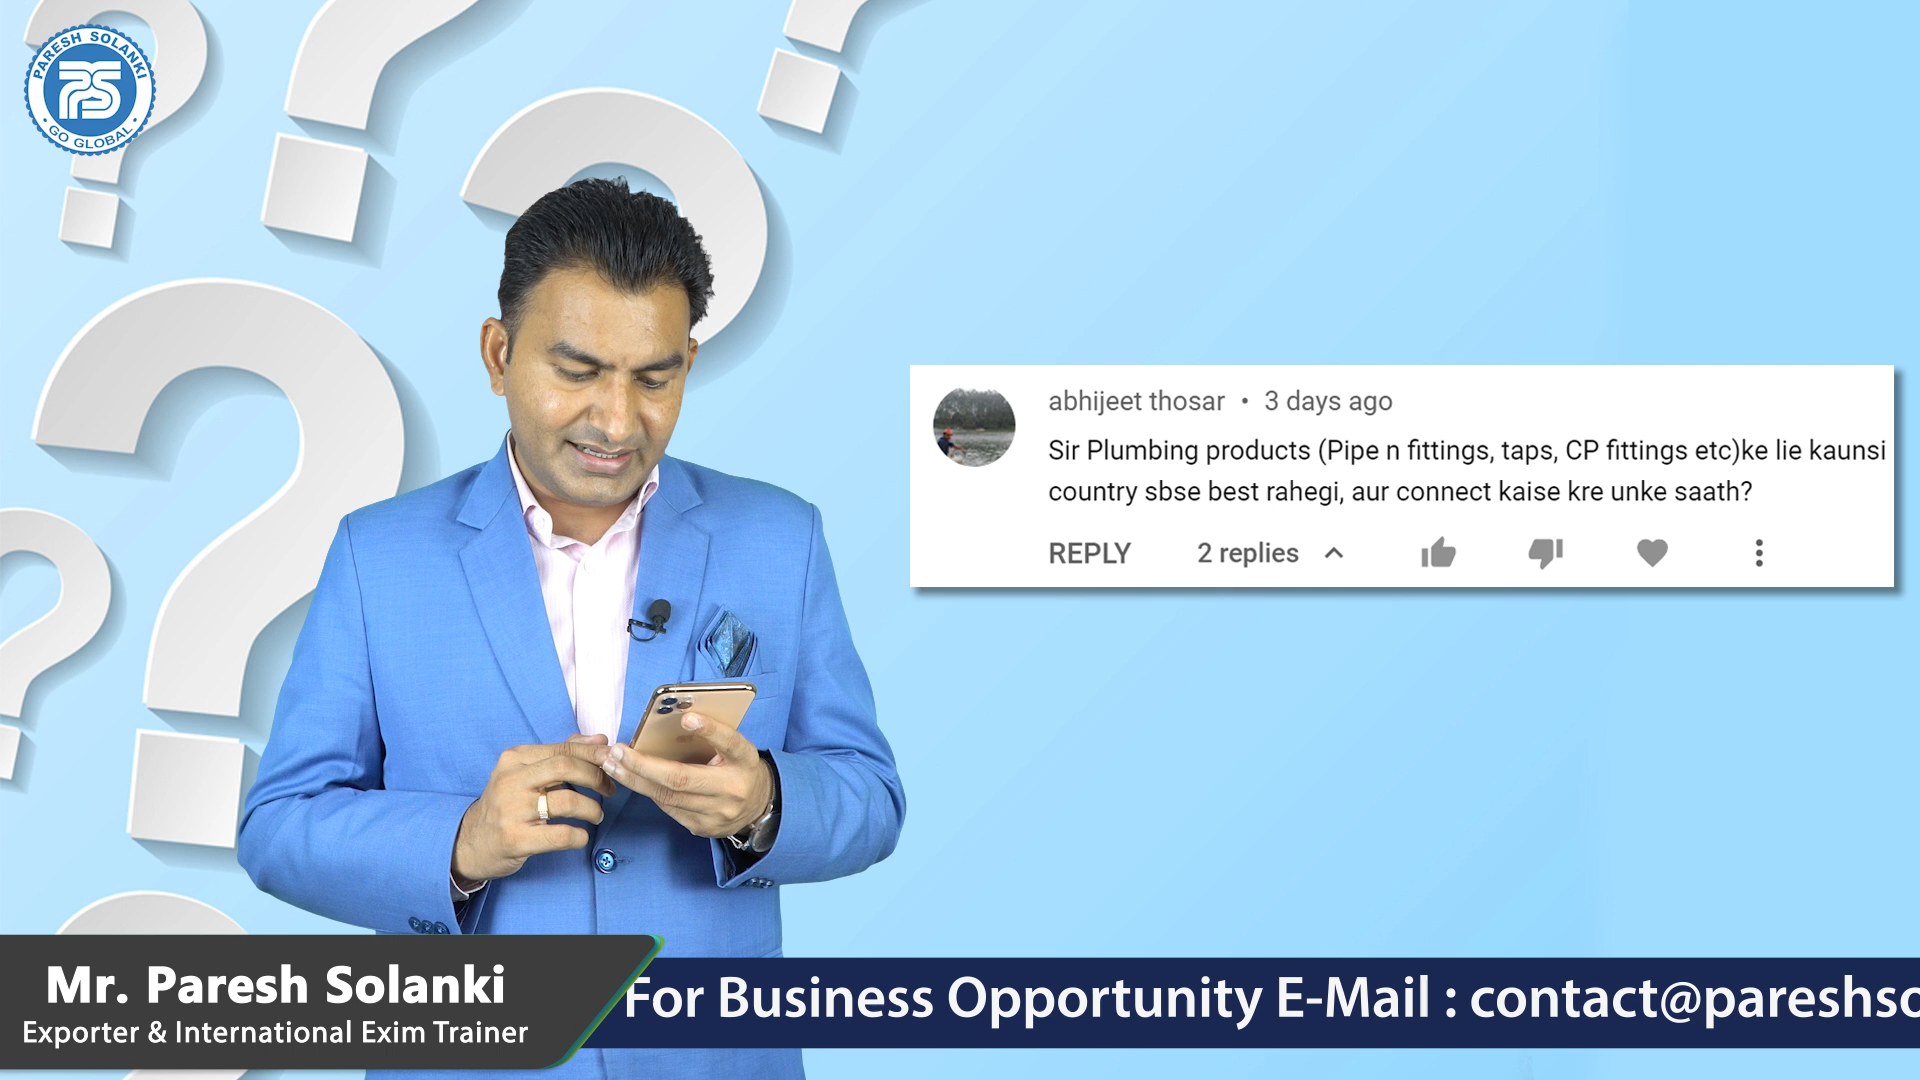 PARESH SOLANKI
PS
GO GLOBAL
abhijeet thosar • 3 days ago
Sir Plumbing products (Pipe n fittings, taps, CP fittings etc)ke lie kaunsi
country sbse best rahegi, aur connect kaise kre unke saath?
REPLY 2 replies
Mr. Paresh Solanki
Exporter & International Exim Trainer
For Business Opportunity E-Mail : contact@pareshso